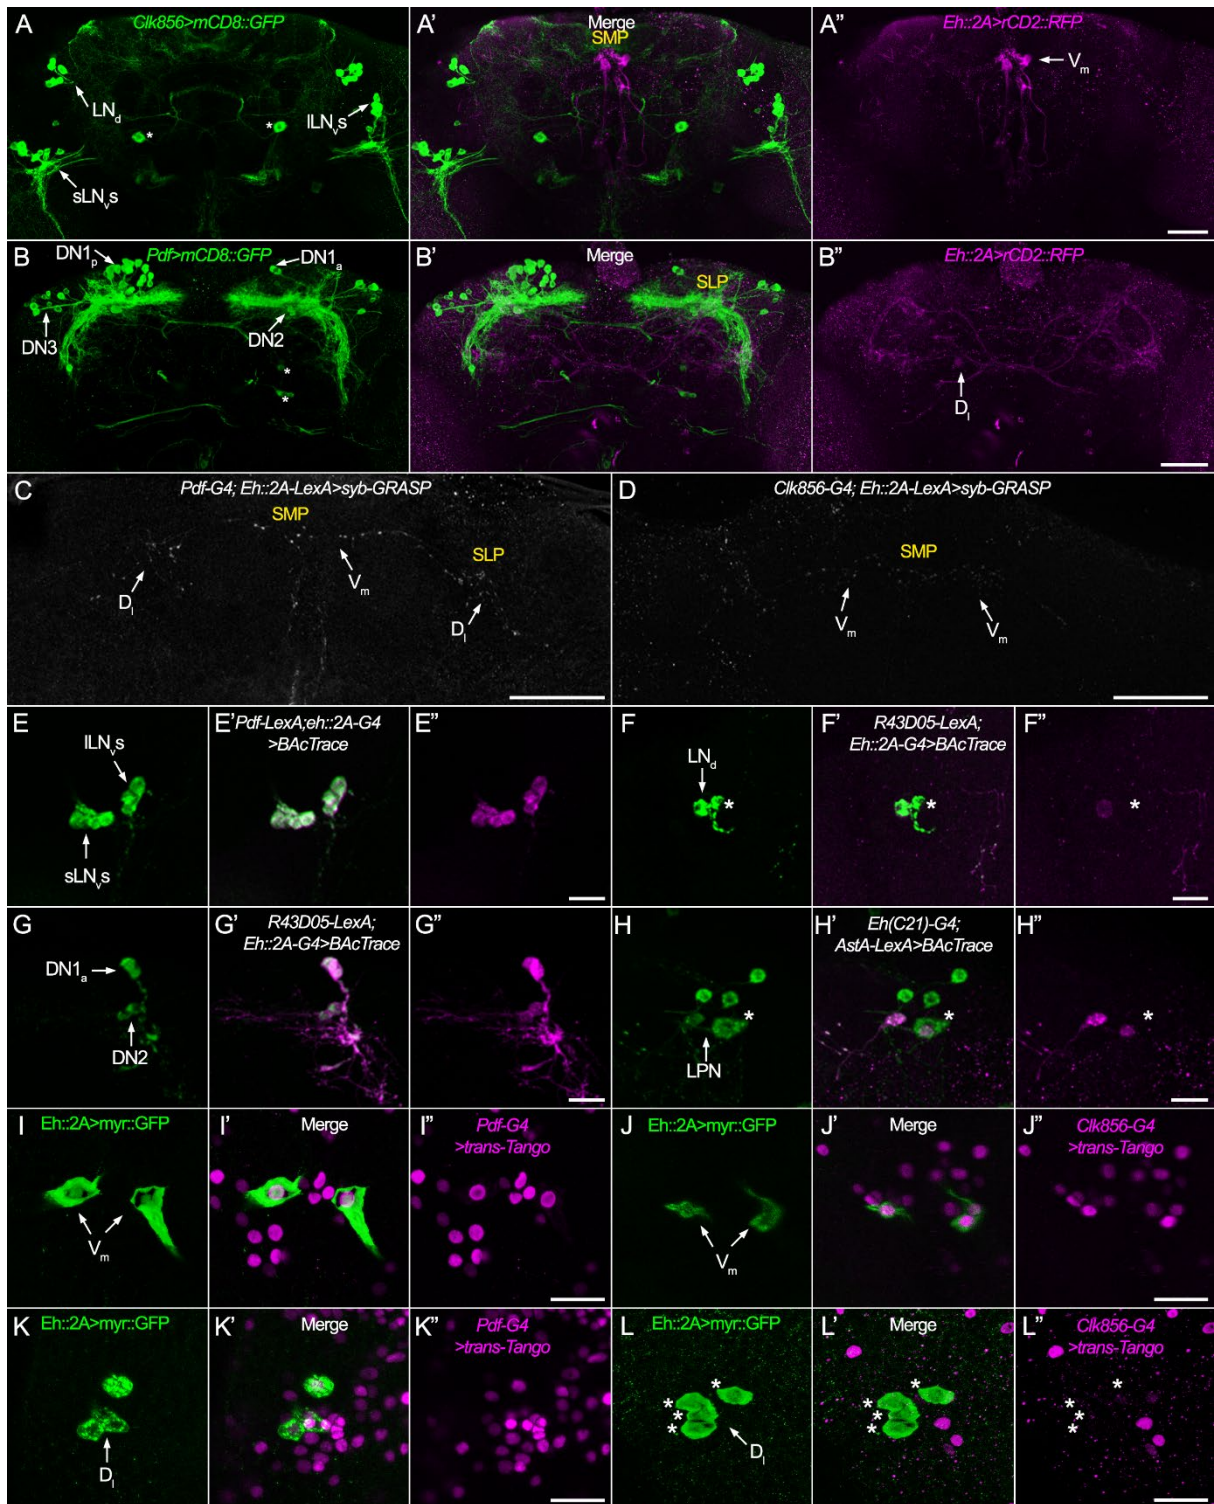 A Clk856>mCD8::GFP
LNd
lLNvs
*
*
sLNvs
A' Merge
SMP
A" Eh::2A>rCD2::RFP
Vm
B Pdf>mCD8::GFP
DN1p
DN1a
DN3
DN2
*
*
B' Merge
SLP
B" Eh::2A>rCD2::RFP
Dl
C Pdf-G4; Eh::2A-LexA>syb-GRASP
SMP
SLP
Dl
Vm
Dl
D Clk856-G4; Eh::2A-LexA>syb-GRASP
SMP
Vm
Vm
E
lLNvs
sLNvs
E' Pdf-LexA;eh::2A-G4
>BAcTrace
E"
F
LNd
*
F' R43D05-LexA;
Eh::2A-G4>BAcTrace
*
F"
*
G
DN1a
DN2
G' R43D05-LexA;
Eh::2A-G4>BAcTrace
G"
H
*
LPN
H' Eh(C21)-G4;
AstA-LexA>BAcTrace
*
H"
*
I Eh::2A>myr::GFP
Vm
I' Merge
I" Pdf-G4
>trans-Tango
J Eh::2A>myr::GFP
Vm
J' Merge
J" Clk856-G4
>trans-Tango
K Eh::2A>myr::GFP
Dl
K' Merge
K" Pdf-G4
>trans-Tango
L Eh::2A>myr::GFP
*
*
*
*
Dl
L' Merge
*
*
*
*
L" Clk856-G4
>trans-Tango
*
*
*
*